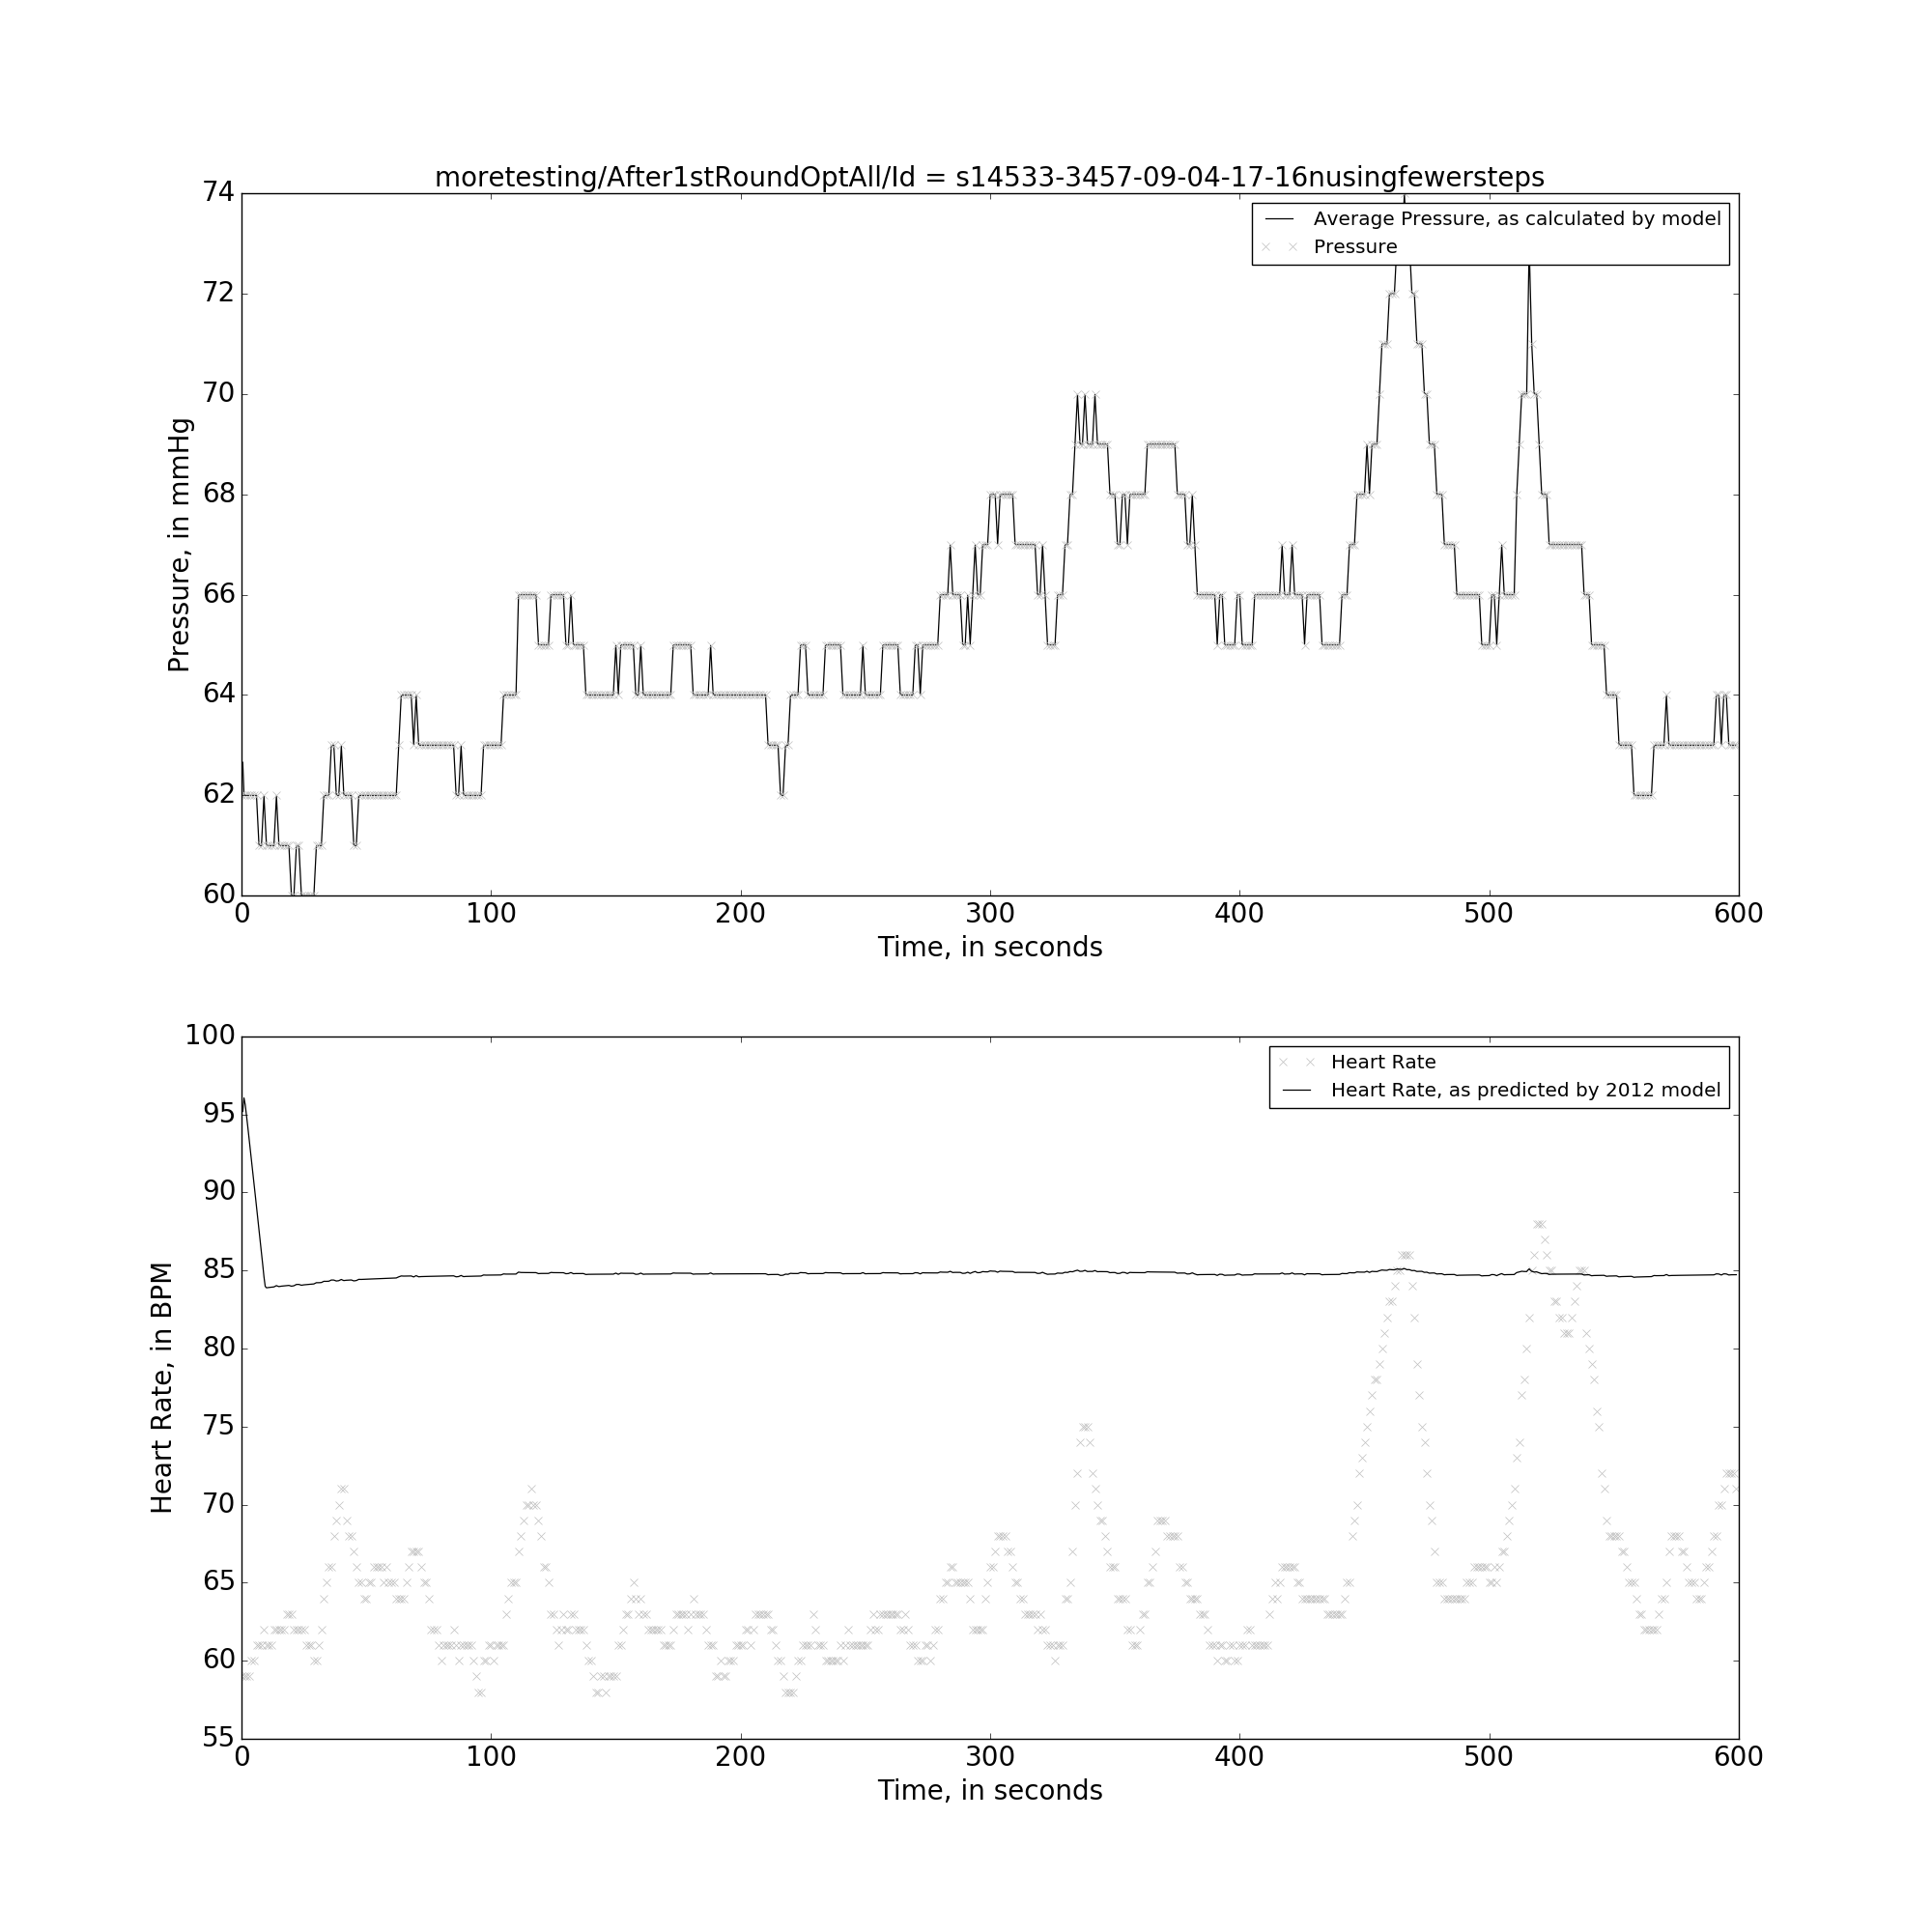 moretesting/After1stRoundOptAll/Id = s14533-3457-09-04-17-16nusingfewersteps
Average Pressure, as calculated by model
Pressure
74
72
70
68
66
64
62
60
Pressure, in mmHg
0 100 200 300 400 500 600
Time, in seconds
Heart Rate
Heart Rate, as predicted by 2012 model
100
95
90
85
80
75
70
65
60
55
Heart Rate, in BPM
0 100 200 300 400 500 600
Time, in seconds